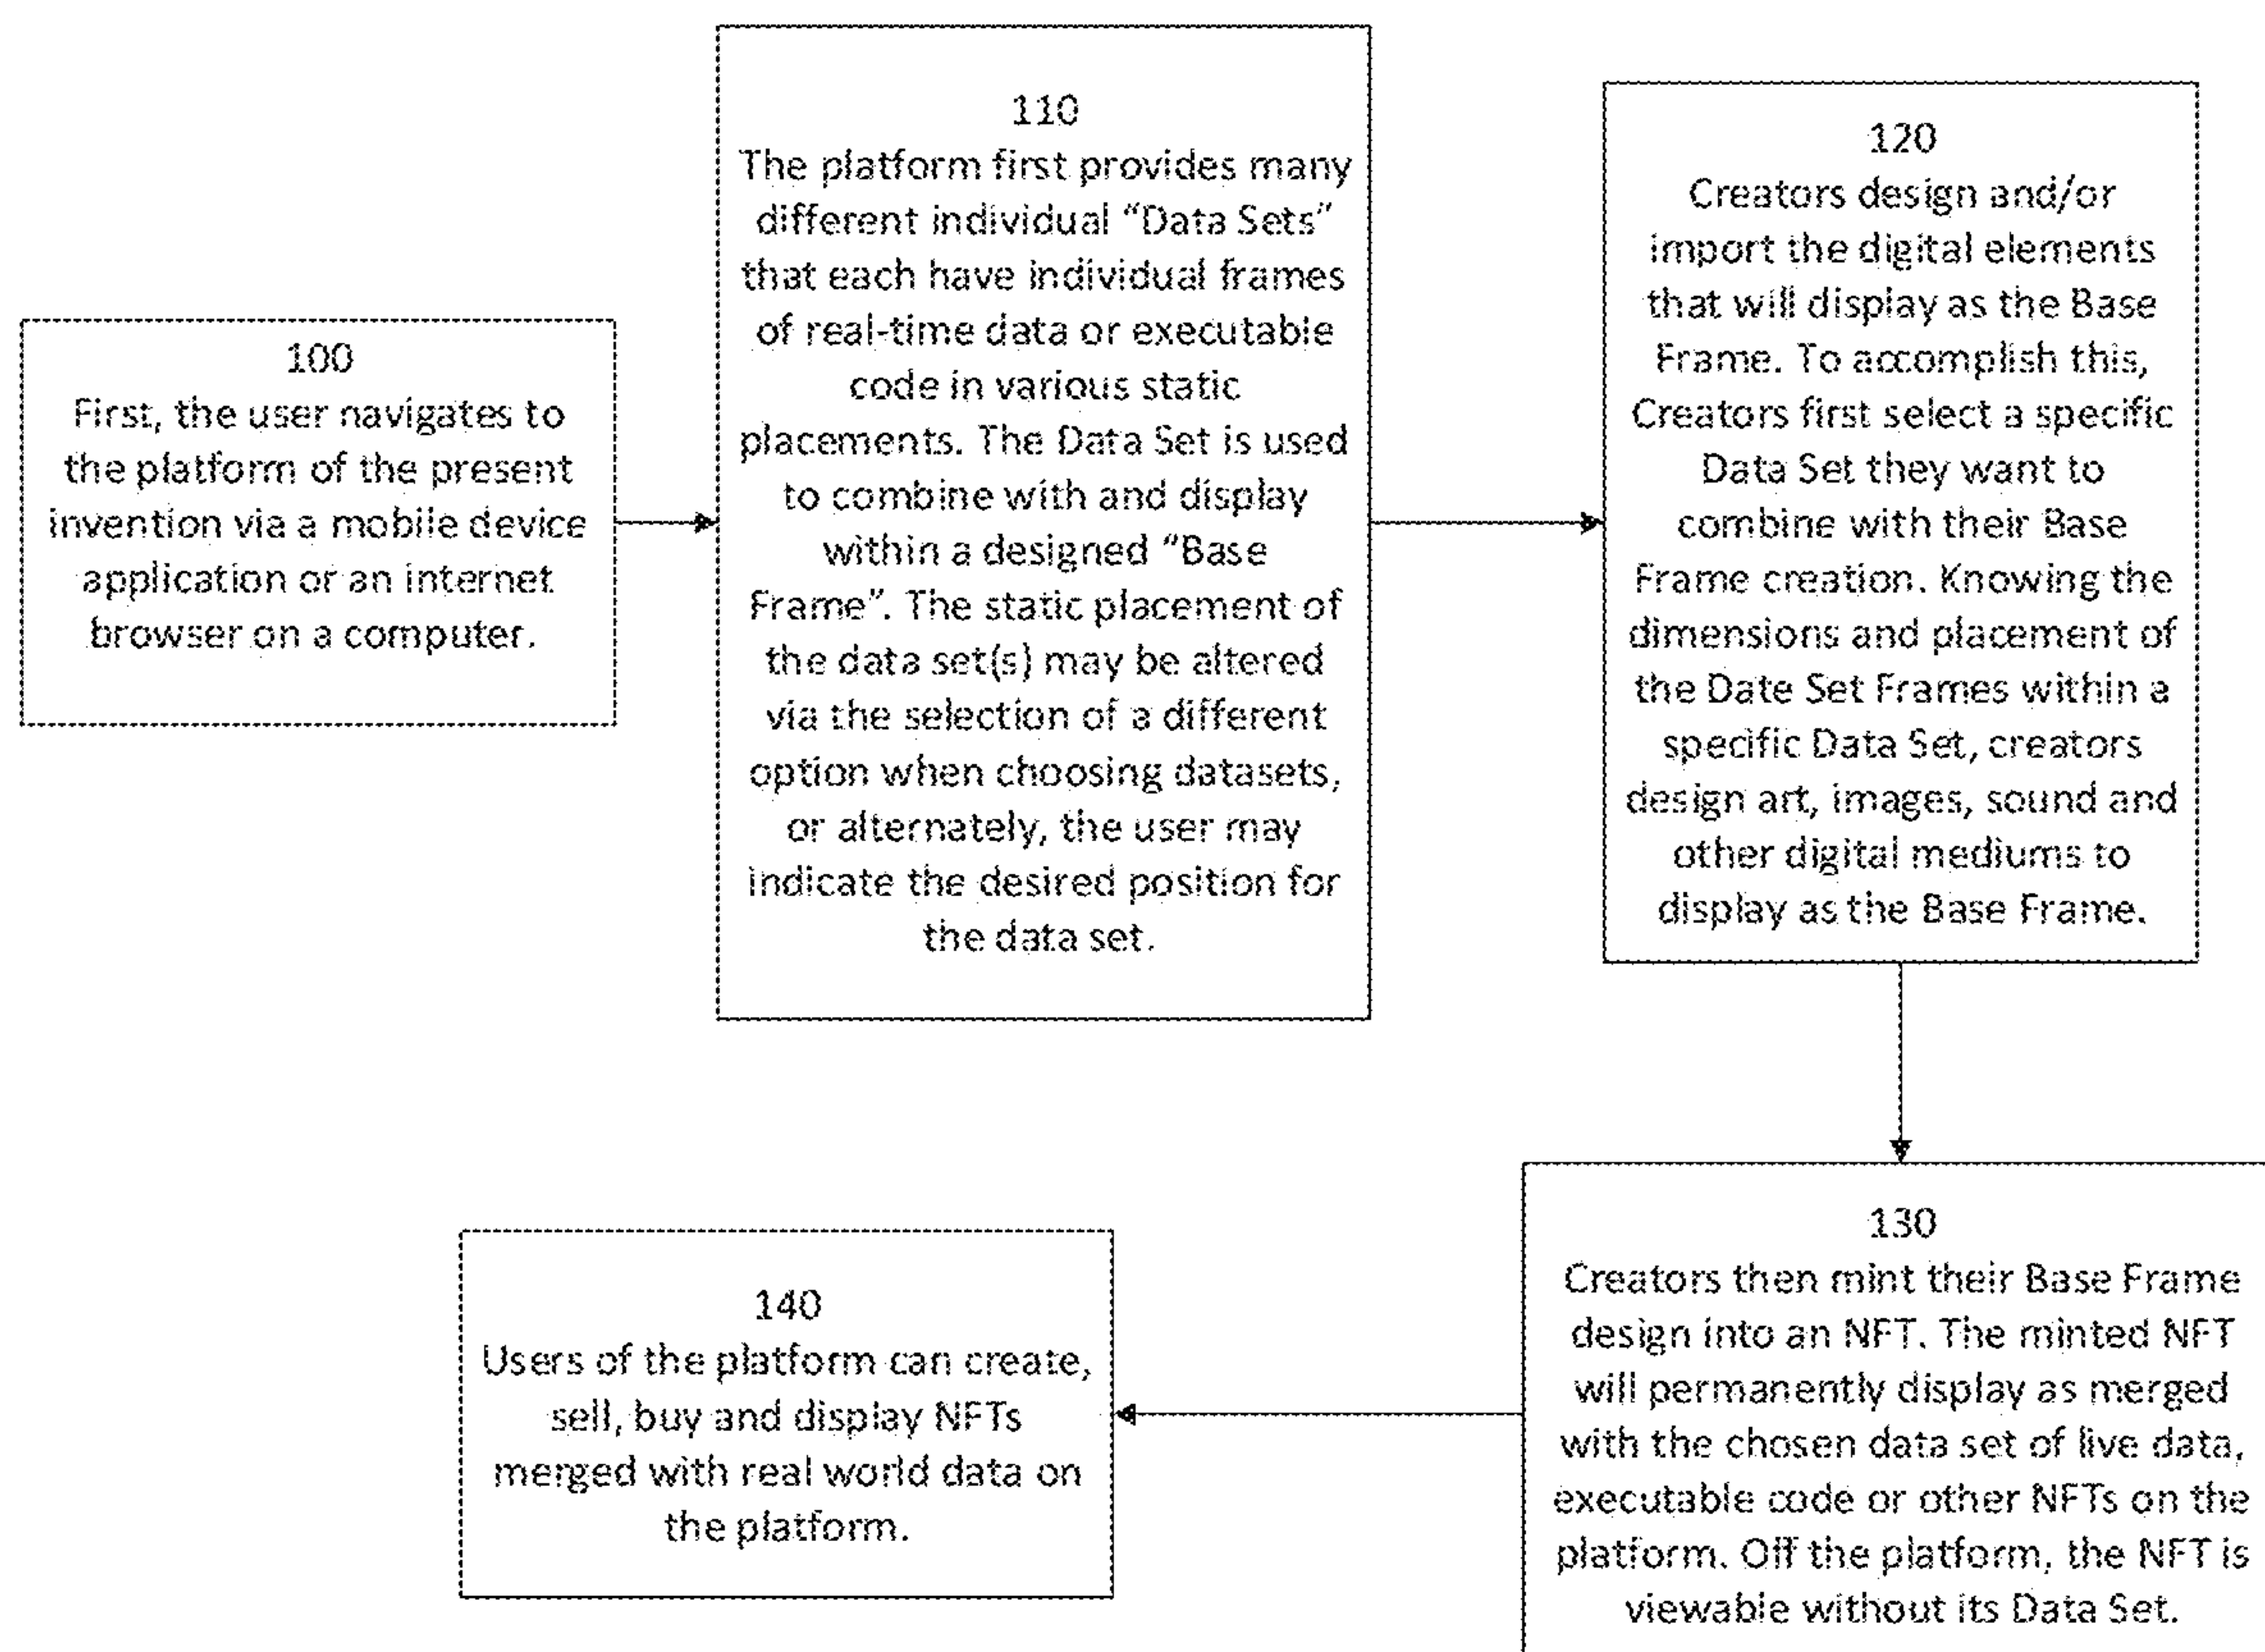 100
First, the user navigates to
the platform of the present
invention via a mobile device
application or an internet
browser on a computer.
110
The platform first provides many
different individual “Data Sets”
that each have individual frames
of real-time data or executable
code in various static
placements. The Data Set is used
to combine with and display
within a designed “Base
Frame”. The static placement of
the data set(s) may be altered
via the selection of a different
option when choosing datasets,
or alternately, the user may
indicate the desired position for
the data set.
120
Creators design and/or
import the digital elements
that will display as the Base
Frame. To accomplish this,
Creators first select a specific
Data Set they want to
combine with their Base
Frame creation. Knowing the
dimensions and placement of
the Date Set Frames within a
specific Data Set, creators
design art, images, sound and
other digital mediums to
display as the Base Frame.
130
Creators then mint their Base Frame
design into an NFT. The minted NFT
will permanently display as merged
with the chosen data set of live data,
executable code or other NFTs on the
platform. Off the platform, the NFT is
viewable without its Data Set.
140
Users of the platform can create,
sell, buy and display NFTs
merged with real world data on
the platform.